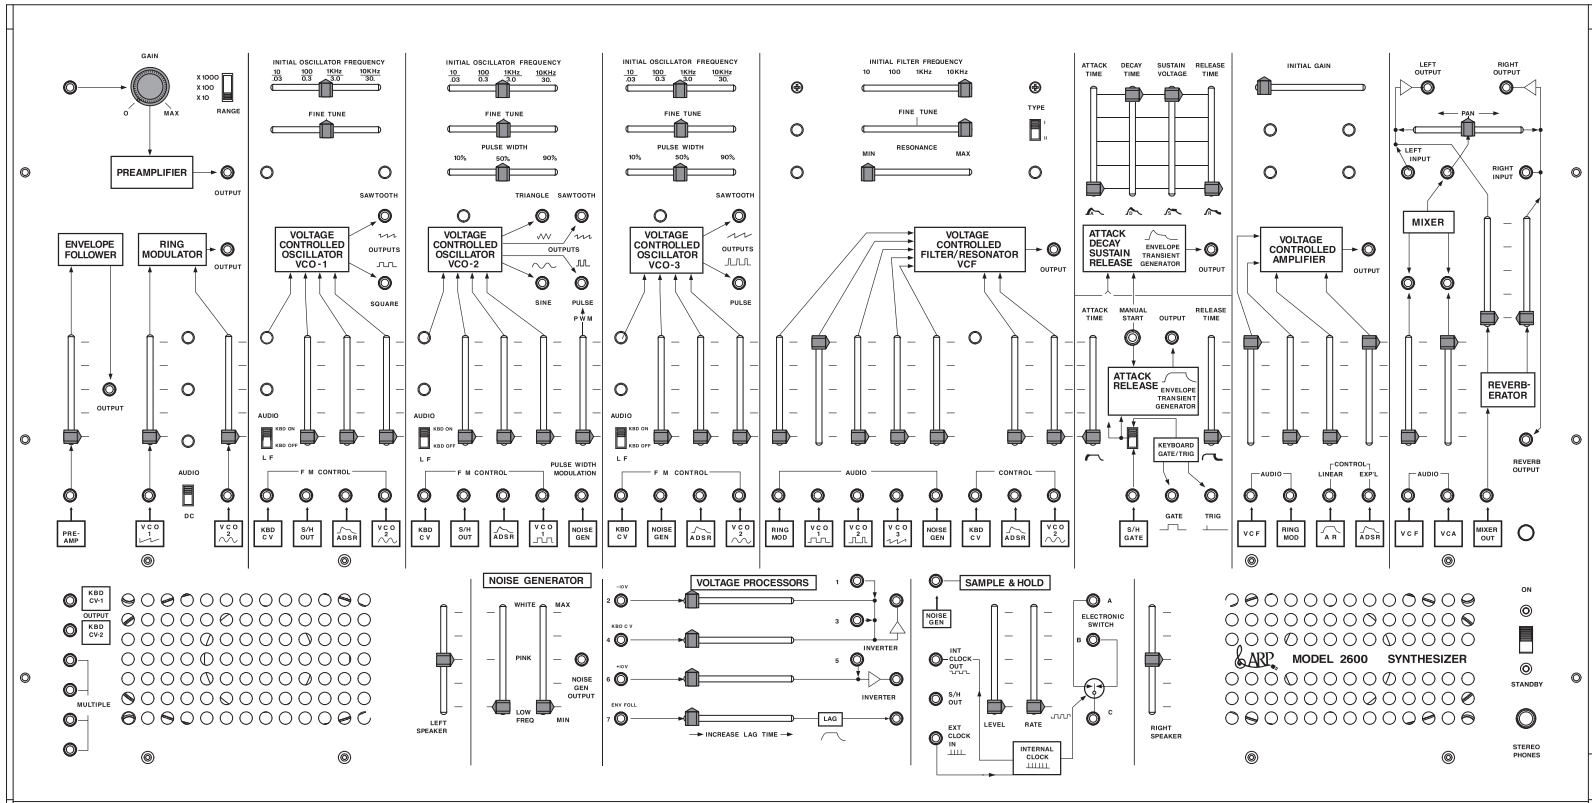 GAIN
X 1000
X 100
X 10
O
MAX
RANGE
PREAMPLIFIER
OUTPUT
ENVELOPE
FOLLOWER
RING
MODULATOR
OUTPUT
OUTPUT
AUDIO
DC
PRE-
AMP
VCO
1
VCO
2
INITIAL OSCILLATOR FREQUENCY
10 100 1KHz 10KHz
.03 0.3 3.0 30.
FINE TUNE
SAWTOOTH
VOLTAGE
CONTROLLED
OSCILLATOR
VCO-1
OUTPUTS
SQUARE
AUDIO
KBD ON
KBD OFF
L F
F M CONTROL
KBD
CV
S/H
OUT
ADSR
VCO
2
INITIAL OSCILLATOR FREQUENCY
10 100 1KHz 10KHz
.03 0.3 3.0 30.
FINE TUNE
PULSE WIDTH
10% 50% 90%
TRIANGLE SAWTOOTH
VOLTAGE
CONTROLLED
OSCILLATOR
VCO-2
OUTPUTS
SINE PULSE
P W M
AUDIO
KBD ON
KBD OFF
L F
F M CONTROL
PULSE WIDTH
MODULATION
KBD
CV
S/H
OUT
ADSR
VCO
1
NOISE
GEN
INITIAL OSCILLATOR FREQUENCY
10 100 1KHz 10KHz
.03 0.3 3.0 30.
FINE TUNE
PULSE WIDTH
10% 50% 90%
SAWTOOTH
VOLTAGE
CONTROLLED
OSCILLATOR
VCO-3
OUTPUTS
PULSE
AUDIO
KBD ON
KBD OFF
L F
F M CONTROL
KBD
CV
NOISE
GEN
ADSR
VCO
2
INITIAL FILTER FREQUENCY
10 100 1KHz 10KHz
FINE TUNE
RESONANCE
MIN MAX
TYPE
I
II
VOLTAGE
CONTROLLED
FILTER/RESONATOR
VCF
OUTPUT
AUDIO
CONTROL
RING
MOD
VCO
1
VCO
2
VCO
3
NOISE
GEN
KBD
CV
ADSR
VCO
2
ATTACK
TIME
DECAY
TIME
SUSTAIN
VOLTAGE
RELEASE
TIME
ATTACK
DECAY
SUSTAIN
RELEASE
ENVELOPE
TRANSIENT
GENERATOR
OUTPUT
ATTACK
TIME
MANUAL
START
OUTPUT
RELEASE
TIME
ATTACK
RELEASE
ENVELOPE
TRANSIENT
GENERATOR
KEYBOARD
GATE/TRIG
S/H
GATE
GATE
TRIG
INITIAL GAIN
VOLTAGE
CONTROLLED
AMPLIFIER
OUTPUT
AUDIO
CONTROL
LINEAR EXP'L
VCF
RING
MOD
A R
ADSR
LEFT
OUTPUT
RIGHT
OUTPUT
PAN
LEFT
INPUT
RIGHT
INPUT
MIXER
REVERB-
ERATOR
REVERB
OUTPUT
AUDIO
VCF
VCA
MIXER
OUT
KBD
CV-1
OUTPUT
KBD
CV-2
MULTIPLE
LEFT
SPEAKER
NOISE GENERATOR
WHITE MAX
PINK
NOISE
GEN
OUTPUT
LOW
FREQ
MIN
VOLTAGE PROCESSORS
-10V
2
KBD C V
4
+10V
6
ENV FOLL
7
1
3
5
INVERTER
INVERTER
LAG
INCREASE LAG TIME
SAMPLE & HOLD
NOISE
GEN
INT
CLOCK
OUT
S/H
OUT
EXT
CLOCK
IN
LEVEL RATE
INTERNAL
CLOCK
A
ELECTRONIC
SWITCH
B
C
RIGHT
SPEAKER
ARP MODEL 2600 SYNTHESIZER
ON
STANDBY
STEREO
PHONES